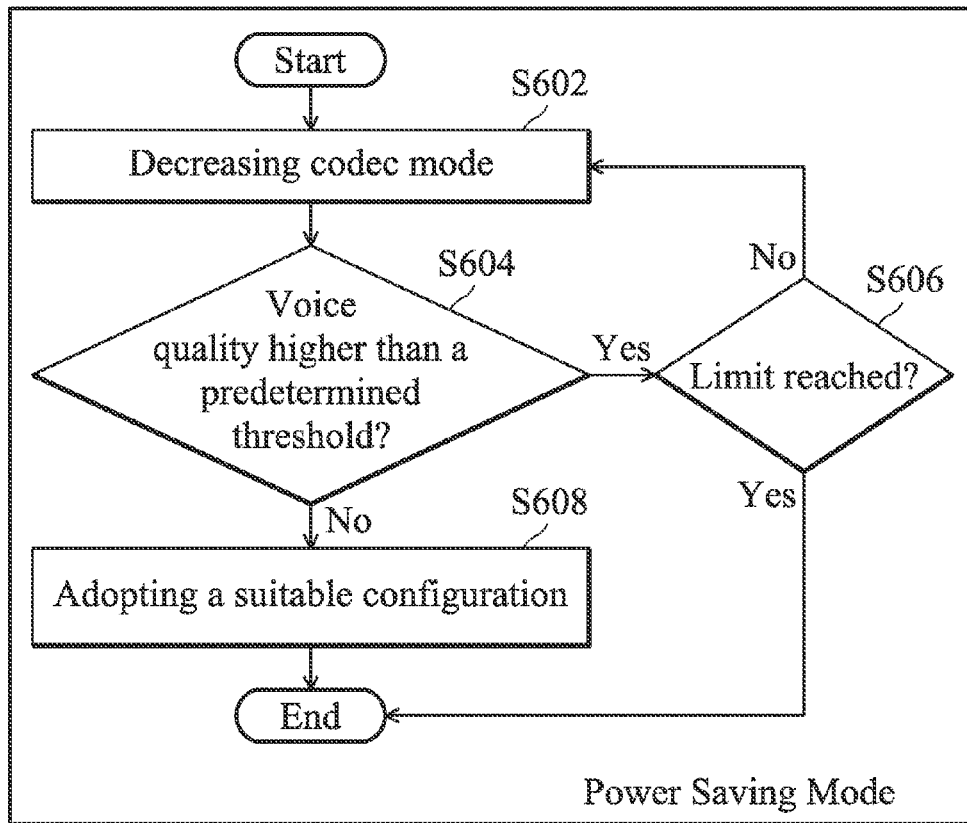 Start
S602
Decreasing codec mode
S604
Voice
quality higher than a
predetermined
threshold?
Yes
No
S606
Limit reached?
Yes
No
S608
Adopting a suitable configuration
End
Power Saving Mode